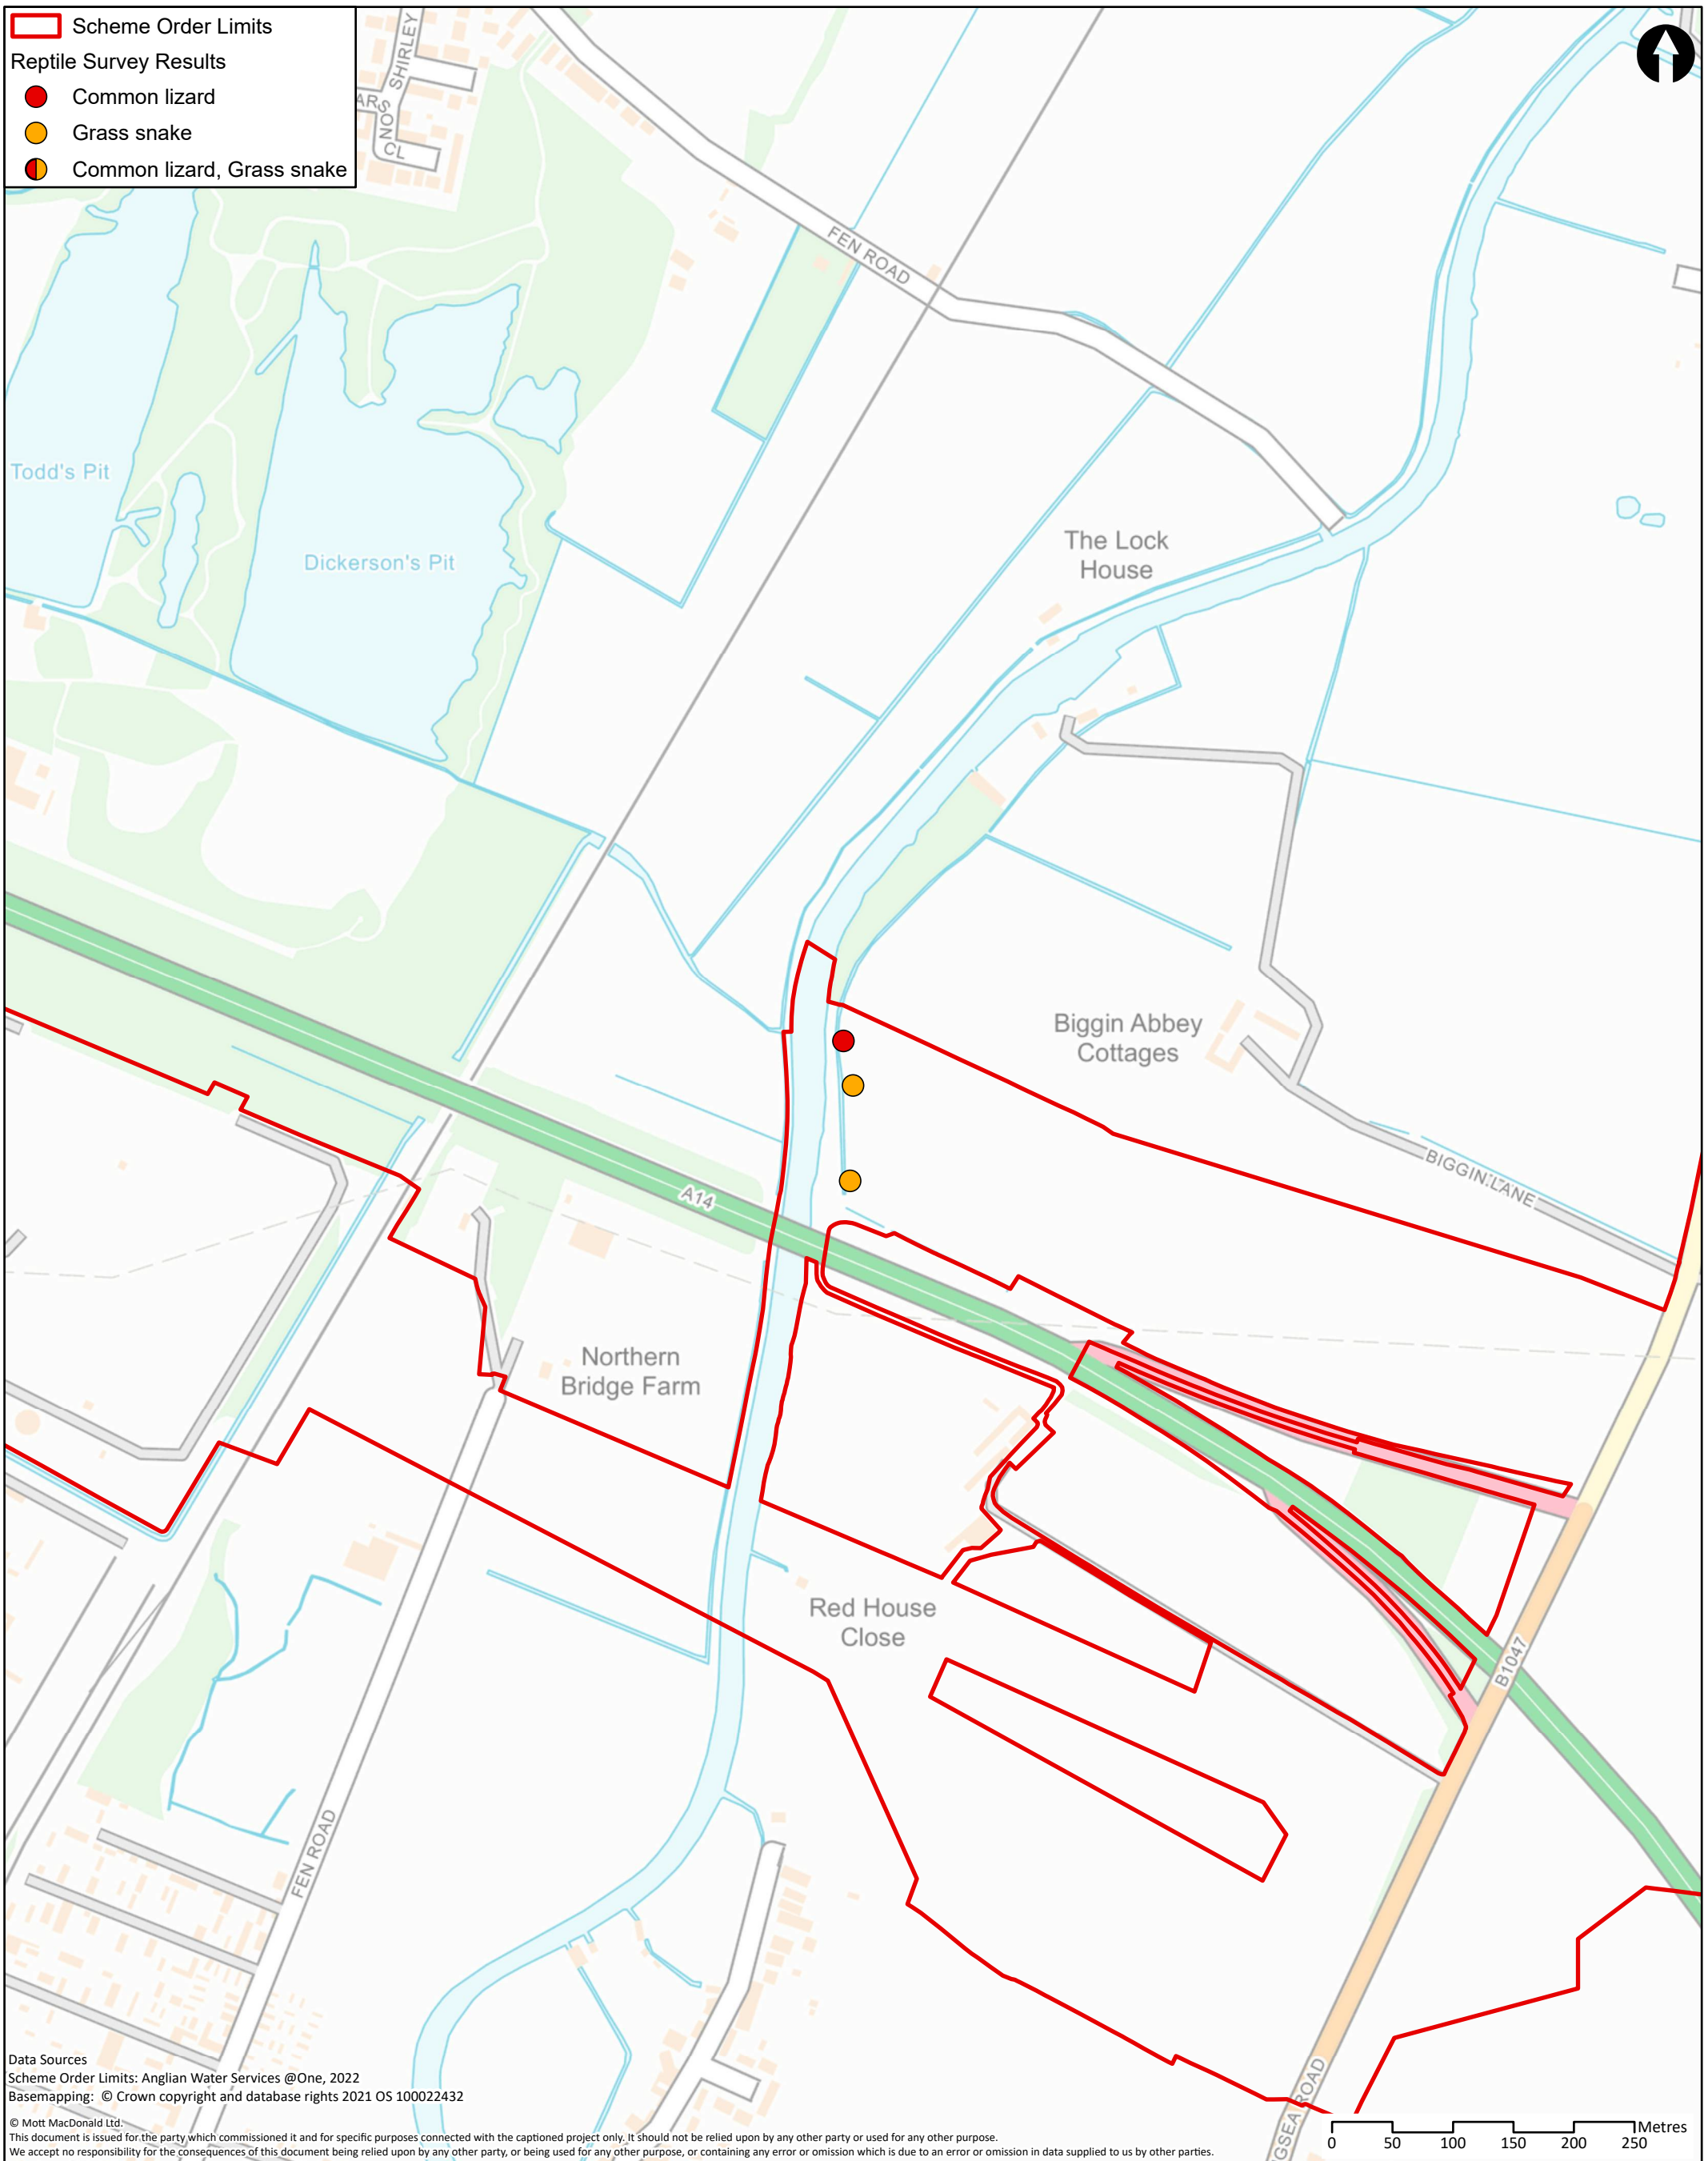 Scheme Order Limits
Reptile Survey Results
Common lizard
Grass snake
Common lizard, Grass snake
SHIRLEY
CL
FEN ROAD
Todd's Pit
Dickerson's Pit
The Lock
House
Biggin Abbey
Cottages
BIGGIN LANE
A14
Northern
Bridge Farm
Red House
Close
B1047
FEN ROAD
ROAD
Data Sources
Scheme Order Limits: Anglian Water Services @One, 2022
Basemapping: © Crown copyright and database rights 2021 OS 100022432
© Mott MacDonald Ltd.
This document is issued for the party which commissioned it and for specific purposes connected with the captioned project only. It should not be relied upon by any other party or used for any other purpose.
We accept no responsibility for the consequences of this document being relied upon by any other party, or being used for any other purpose, or containing any error or omission which is due to an error or omission in data supplied to us by other parties.
Metres
0 50 100 150 200 250